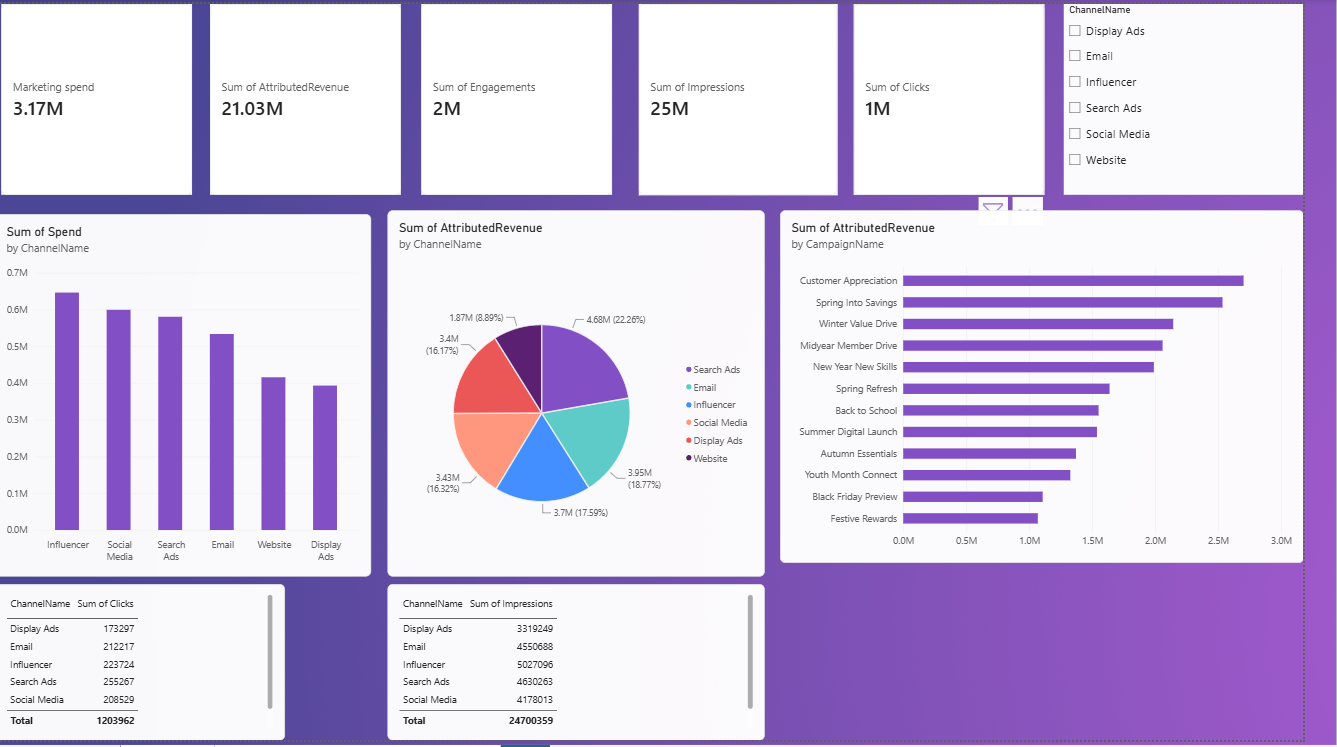 Marketing spend
3.17M
Sum of AttributedRevenue
21.03M
Sum of Engagements
2M
Sum of Impressions
25M
Sum of Clicks
1M
ChannelName
Display Ads
Email
Influencer
Search Ads
Social Media
Website
Sum of Spend
by ChannelName
0.7M
0.6M
0.5M
0.4M
0.3M
0.2M
0.1M
0.0M
Influencer
Social
Media
Search
Ads
Email
Website
Display
Ads
Sum of AttributedRevenue
by ChannelName
1.87M (8.89%)
4.68M (22.26%)
3.4M
(16.17%)
3.43M
(16.32%)
3.95M
(18.77%)
3.7M (17.59%)
Search Ads
Email
Influencer
Social Media
Display Ads
Website
Sum of AttributedRevenue
by CampaignName
Customer Appreciation
Spring Into Savings
Winter Value Drive
Midyear Member Drive
New Year New Skills
Spring Refresh
Back to School
Summer Digital Launch
Autumn Essentials
Youth Month Connect
Black Friday Preview
Festive Rewards
0.0M 0.5M 1.0M 1.5M 2.0M 2.5M 3.0M
ChannelName Sum of Clicks
Display Ads 173297
Email 212217
Influencer 223724
Search Ads 255267
Social Media 208529
Total 1203962
ChannelName Sum of Impressions
Display Ads 3319249
Email 4550688
Influencer 5027096
Search Ads 4630263
Social Media 4178013
Total 24700359